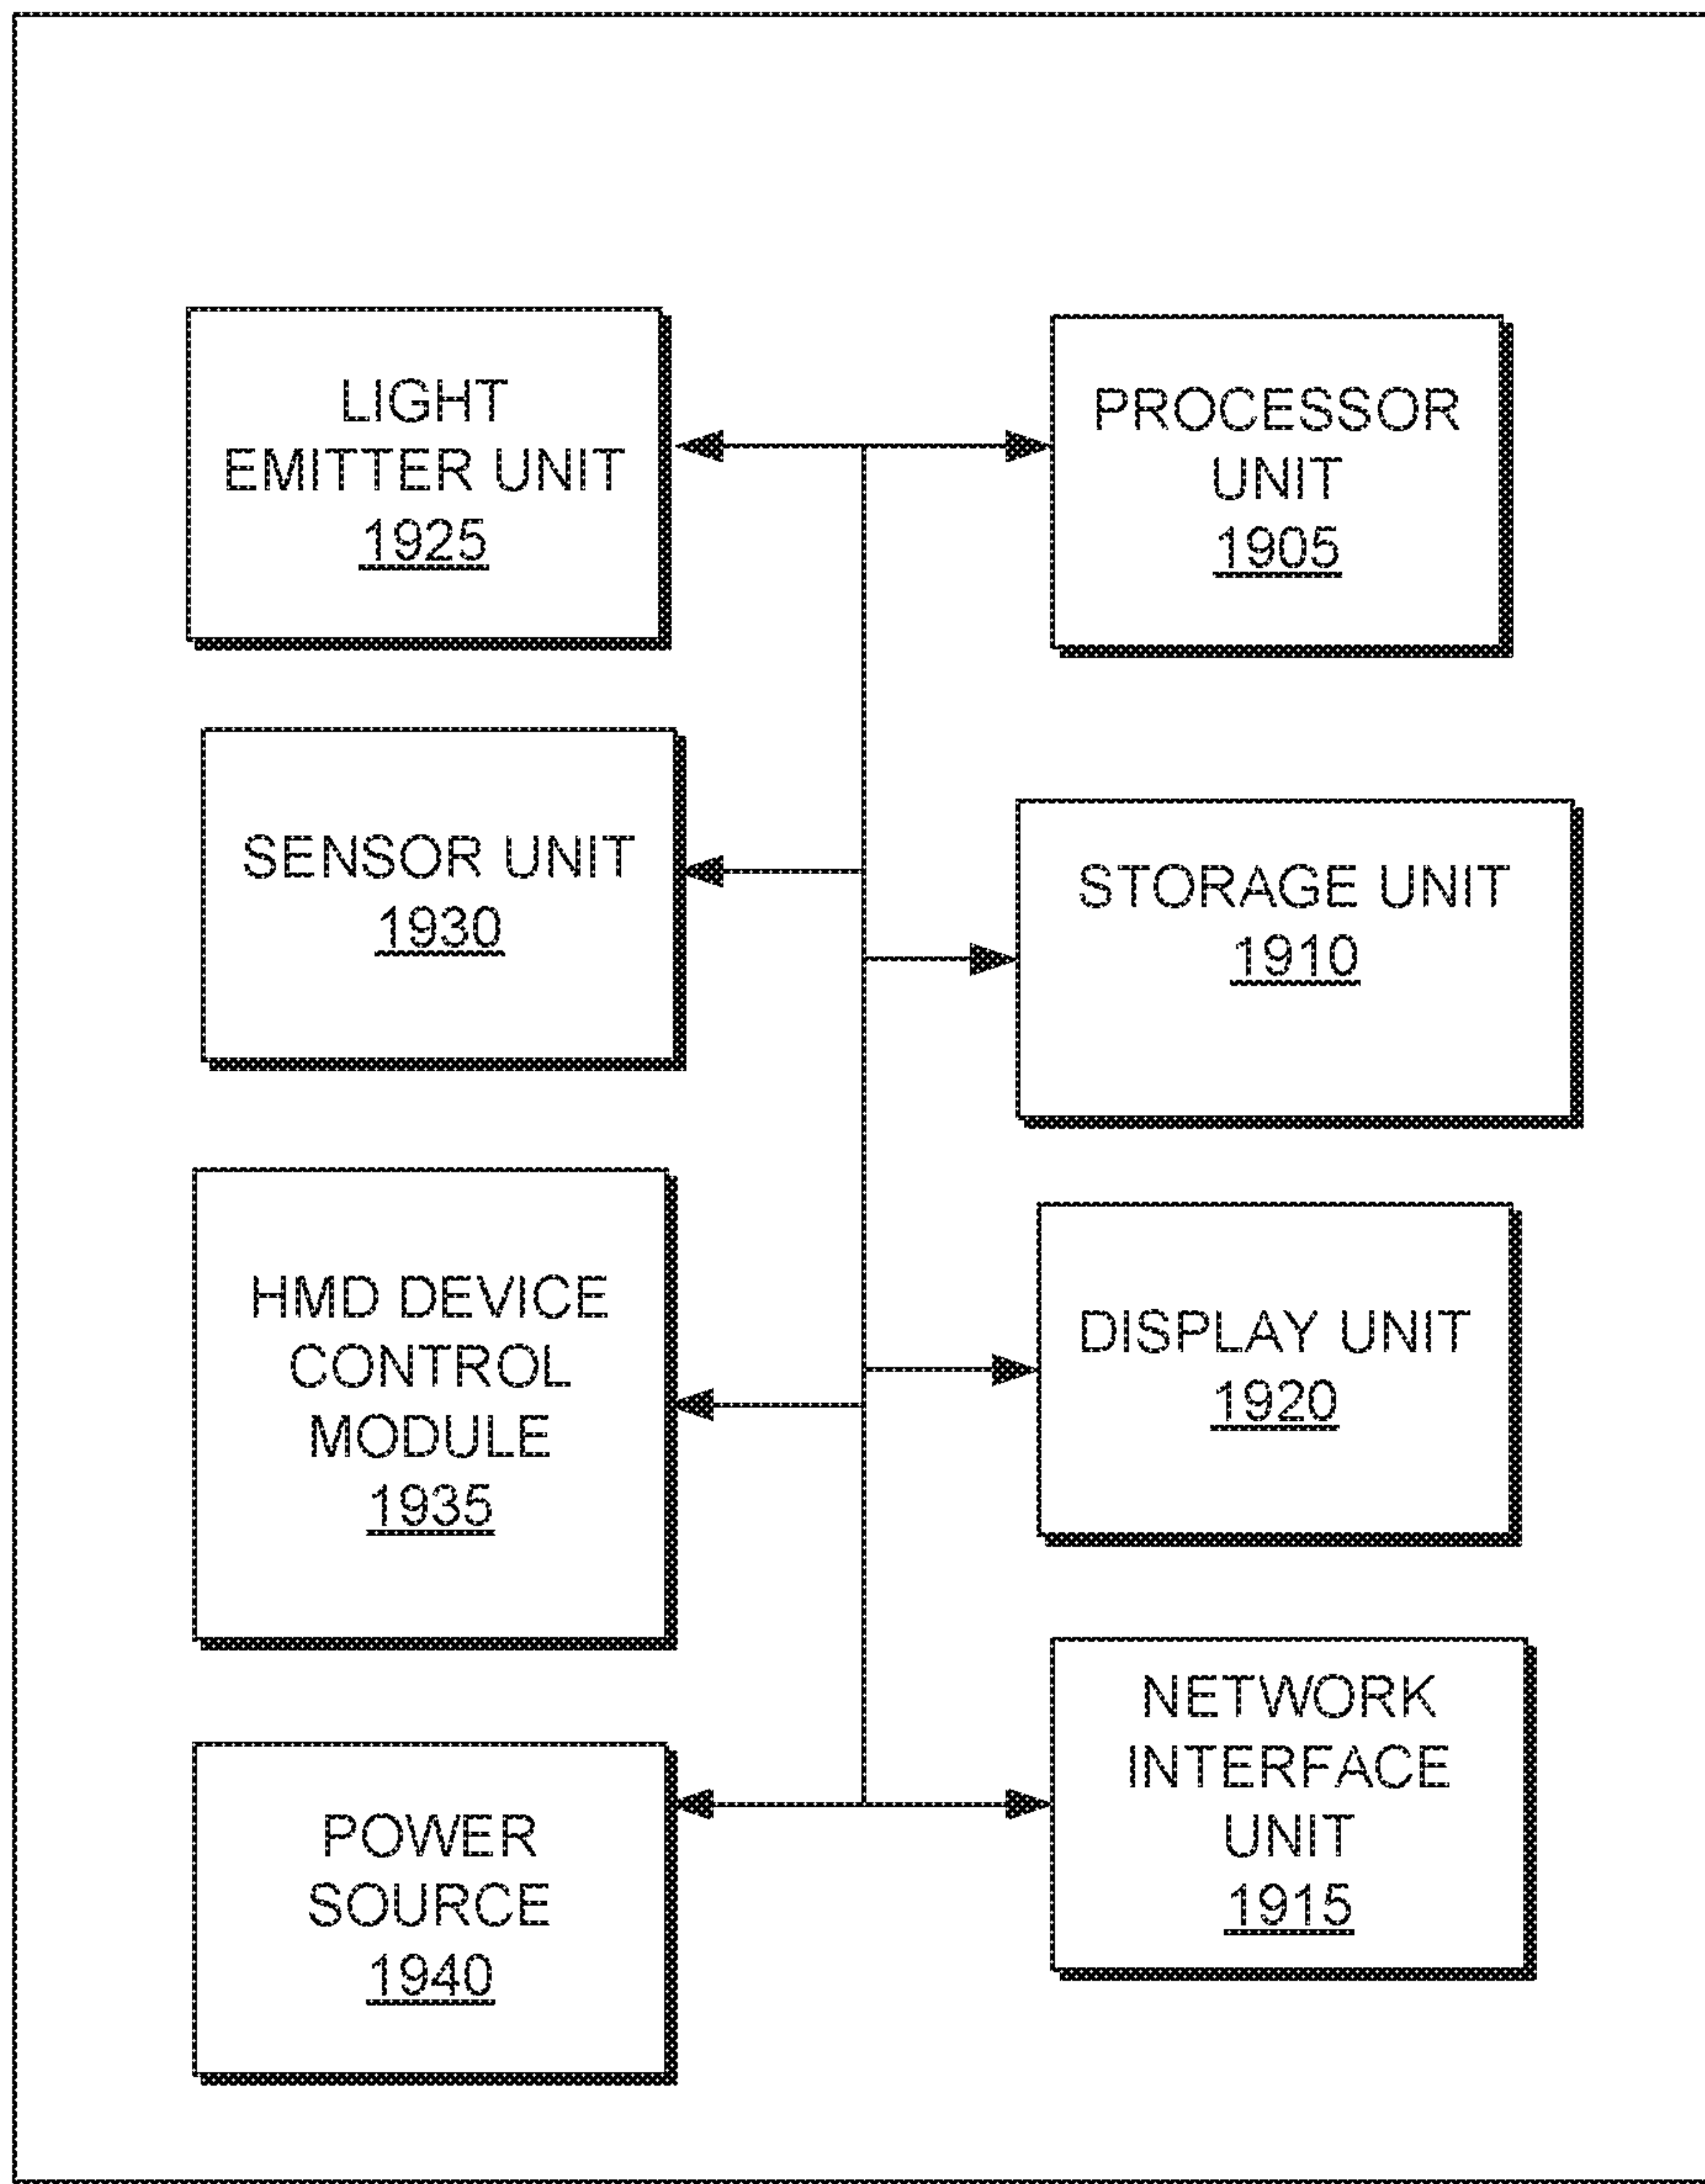 LIGHT
EMITTER UNIT
1925
PROCESSOR
UNIT
1905
SENSOR UNIT
1930
STORAGE UNIT
1910
HMD DEVICE
CONTROL
MODULE
1935
DISPLAY UNIT
1920
POWER
SOURCE
1940
NETWORK
INTERFACE
UNIT
1915